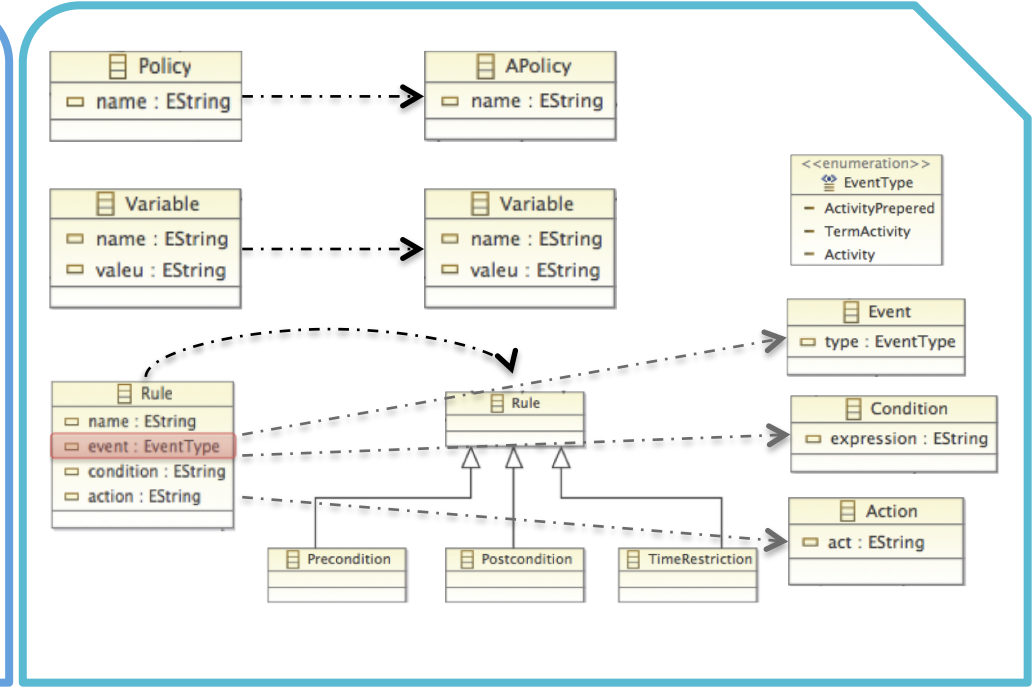 Policy
name : EString
APolicy
name : EString
<<enumeration>>
EventType
ActivityPrepered
TermActivity
Activity
Variable
name : EString
valeu : EString
Variable
name : EString
valeu : EString
Event
type : EventType
Rule
name : EString
event : EventType
condition : EString
action : EString
Rule
Condition
expression : EString
Action
act : EString
Precondition
Postcondition
TimeRestriction